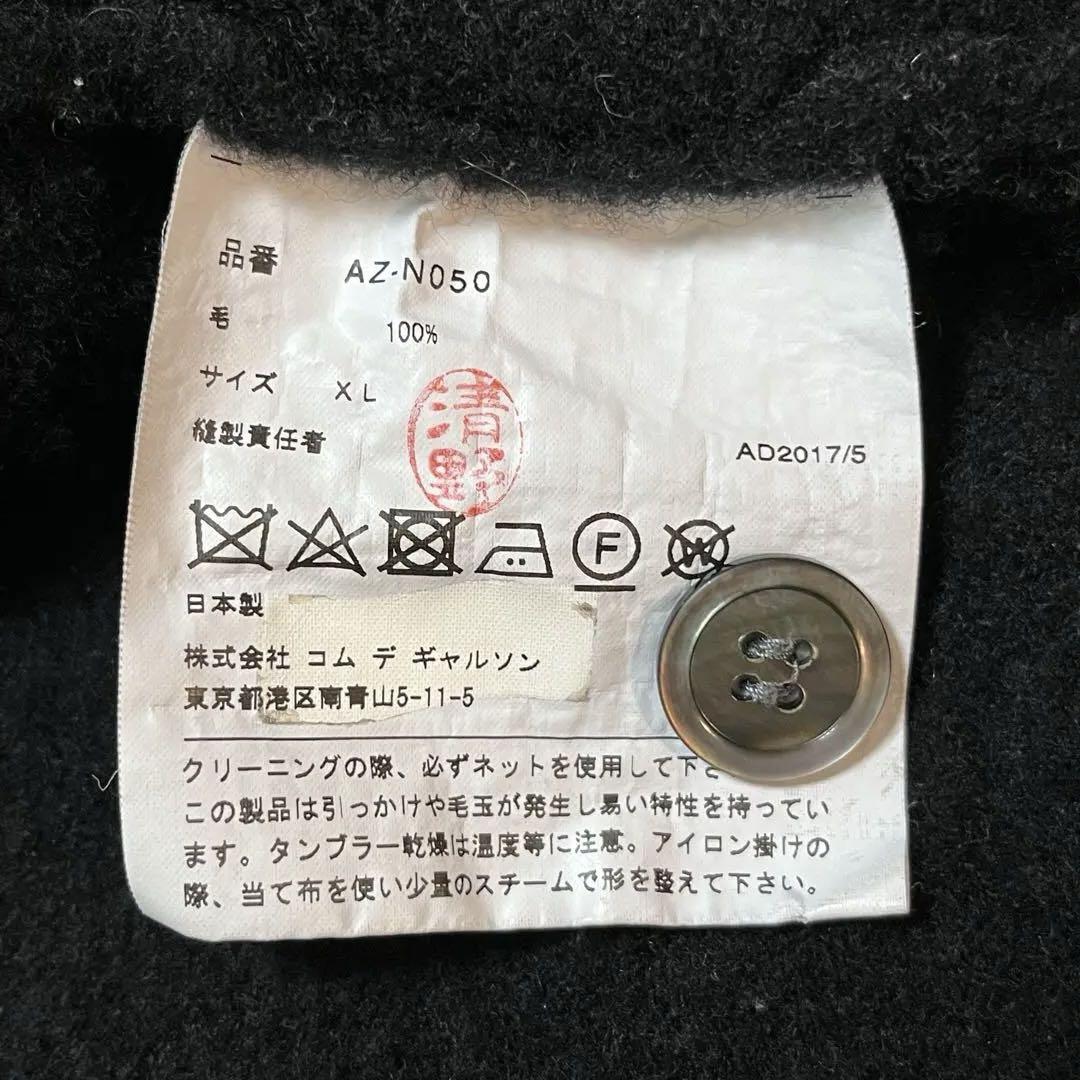 品番 AZ-N050
毛 100%
サイズ XL
縫製責任者
清野
AD2017/5
F
W
日本製
株式会社 コム デ ギャルソン
東京都港区南青山5-11-5
クリーニングの際、必ずネットを使用して下さ
この製品は引っかけや毛玉が発生し易い特性を持ってい
ます。タンブラー乾燥は温度等に注意。アイロン掛けの
際、当て布を使い少量のスチームで形を整えて下さい。